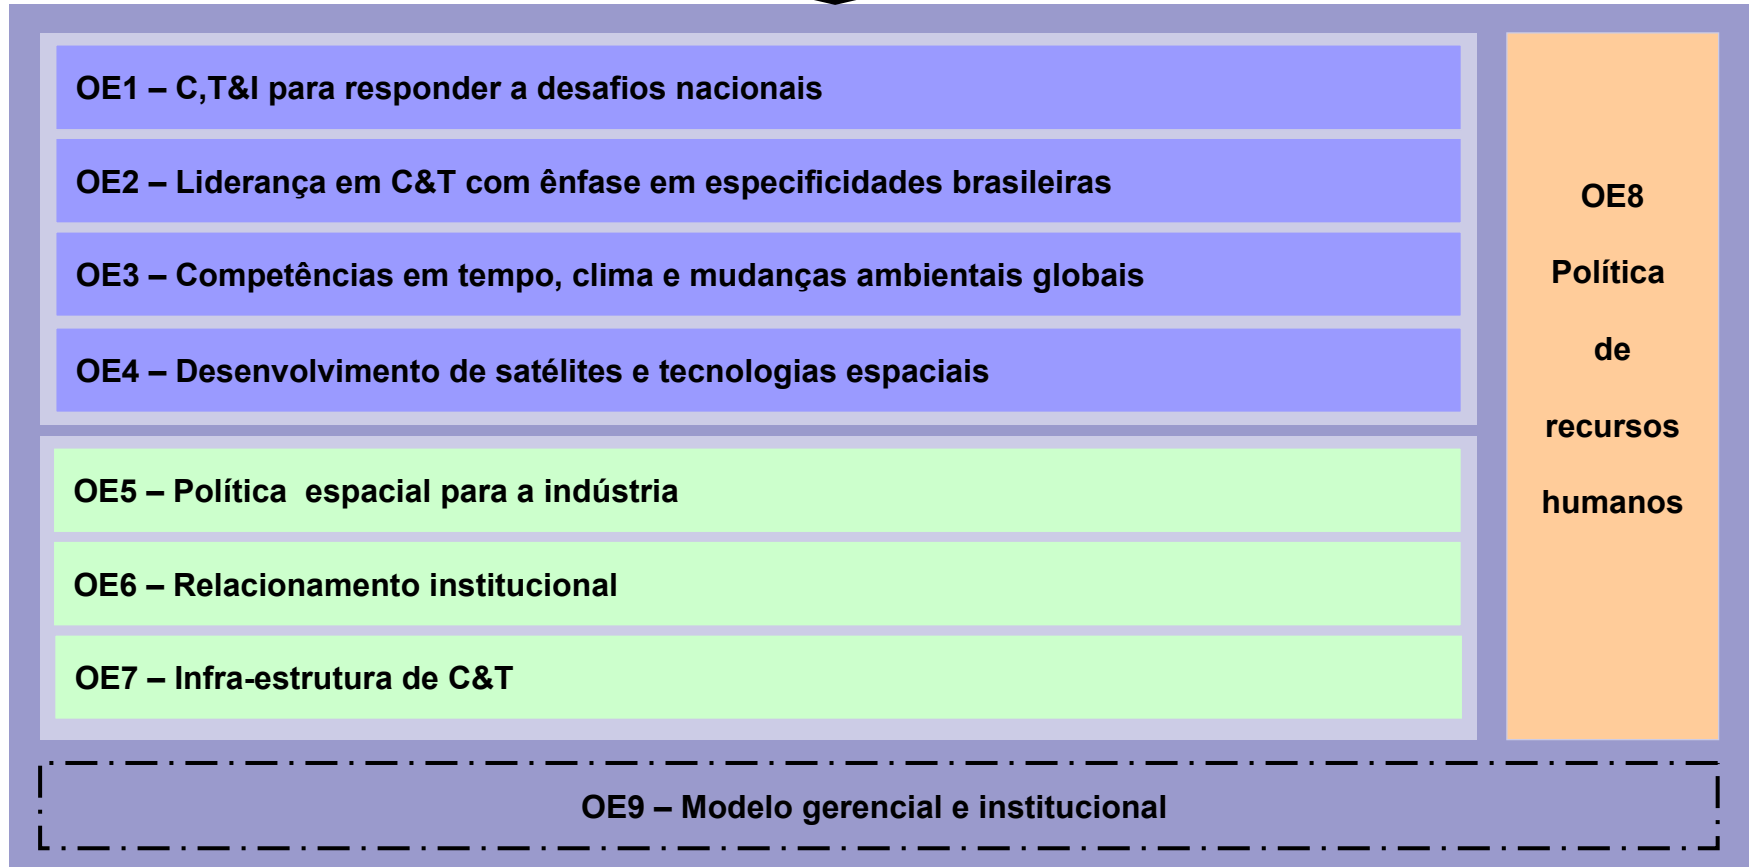 OE1 – C,T&I para responder a desafios nacionais
OE2 – Liderança em C&T com ênfase em especificidades brasileiras
OE3 – Competências em tempo, clima e mudanças ambientais globais
OE4 – Desenvolvimento de satélites e tecnologias espaciais
OE5 – Política  espacial para a indústria
OE6 – Relacionamento institucional
OE7 – Infra-estrutura de C&T
OE8
Política
de
recursos
humanos
OE9 – Modelo gerencial e institucional